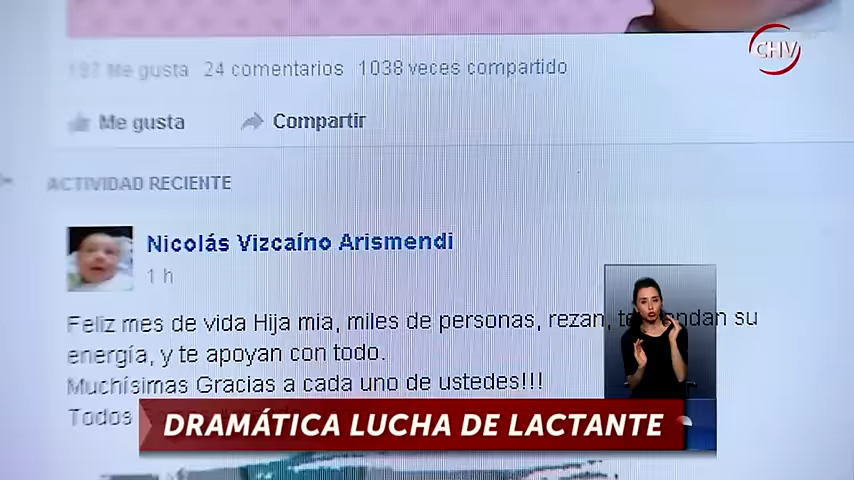 197 Me gusta 24 comentarios 1038 veces compartido
CHV
Me gusta Compartir
ACTIVIDAD RECIENTE
Nicolás Vizcaíno Arismendi
1 h
Feliz mes de vida Hija mia, miles de personas, rezan, su
energía, y te apoyan con todo.
Muchísimas Gracias a cada uno de ustedes!!!
Todos
DRAMÁTICA LUCHA DE LACTANTE